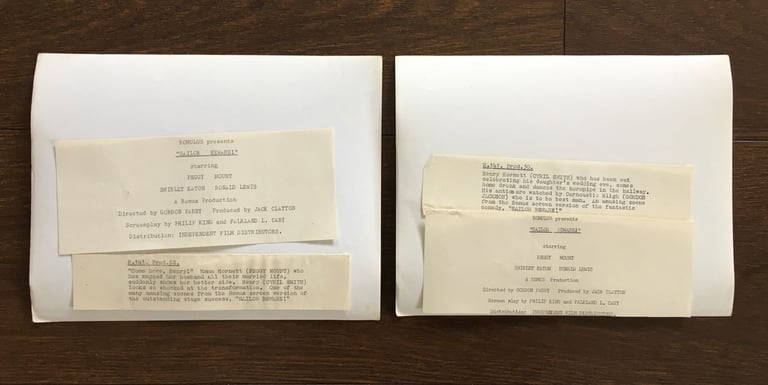 ROMULUS presents
"SAILOR BEWARE!"
starring
PEGGY MOUNT
SHIRLEY EATON RONALD LEWIS
a Remus Production
Directed by GORDON PARRY Produced by JACK CLAYTON
Screenplay by PHILIP KING and FALKLAND L. CARY
Distribution: INDEPENDENT FILM DISTRIBUTORS.
Prod.62.
"Come here, Henry!" Emma Hornett (PEGGY MOUNT) who
has nagged her husband all their married life,
suddenly shows her better side. Henry (CYRIL SMITH)
looks so shocked at the transformation. One of the
many amusing scenes from the Remus screen version of
the outstanding stage success, "SAILOR BEWARE!"
Prod.30.
Henry Hornett (CYRIL SMITH) who has been out
celebrating his daughter's wedding eve, comes
home drunk and dances the hornpipe in the hallway.
His antics are watched by Carnoustie Bligh (GORDON
JACKSON) who is to be best man. An amusing scene
from the Remus screen version of the fantastic
comedy, "SAILOR BEWARE!"
ROMULUS presents
"SAILOR BEWARE!"
starring
PEGGY MOUNT
SHIRLEY EATON RONALD LEWIS
A REMUS Production
Directed by GORDON PARRY Produced by JACK CLAYTON
Screen play by PHILIP KING and FALKLAND L. CARY
Distribution: INDEPENDENT FILM DISTRIBUTORS.